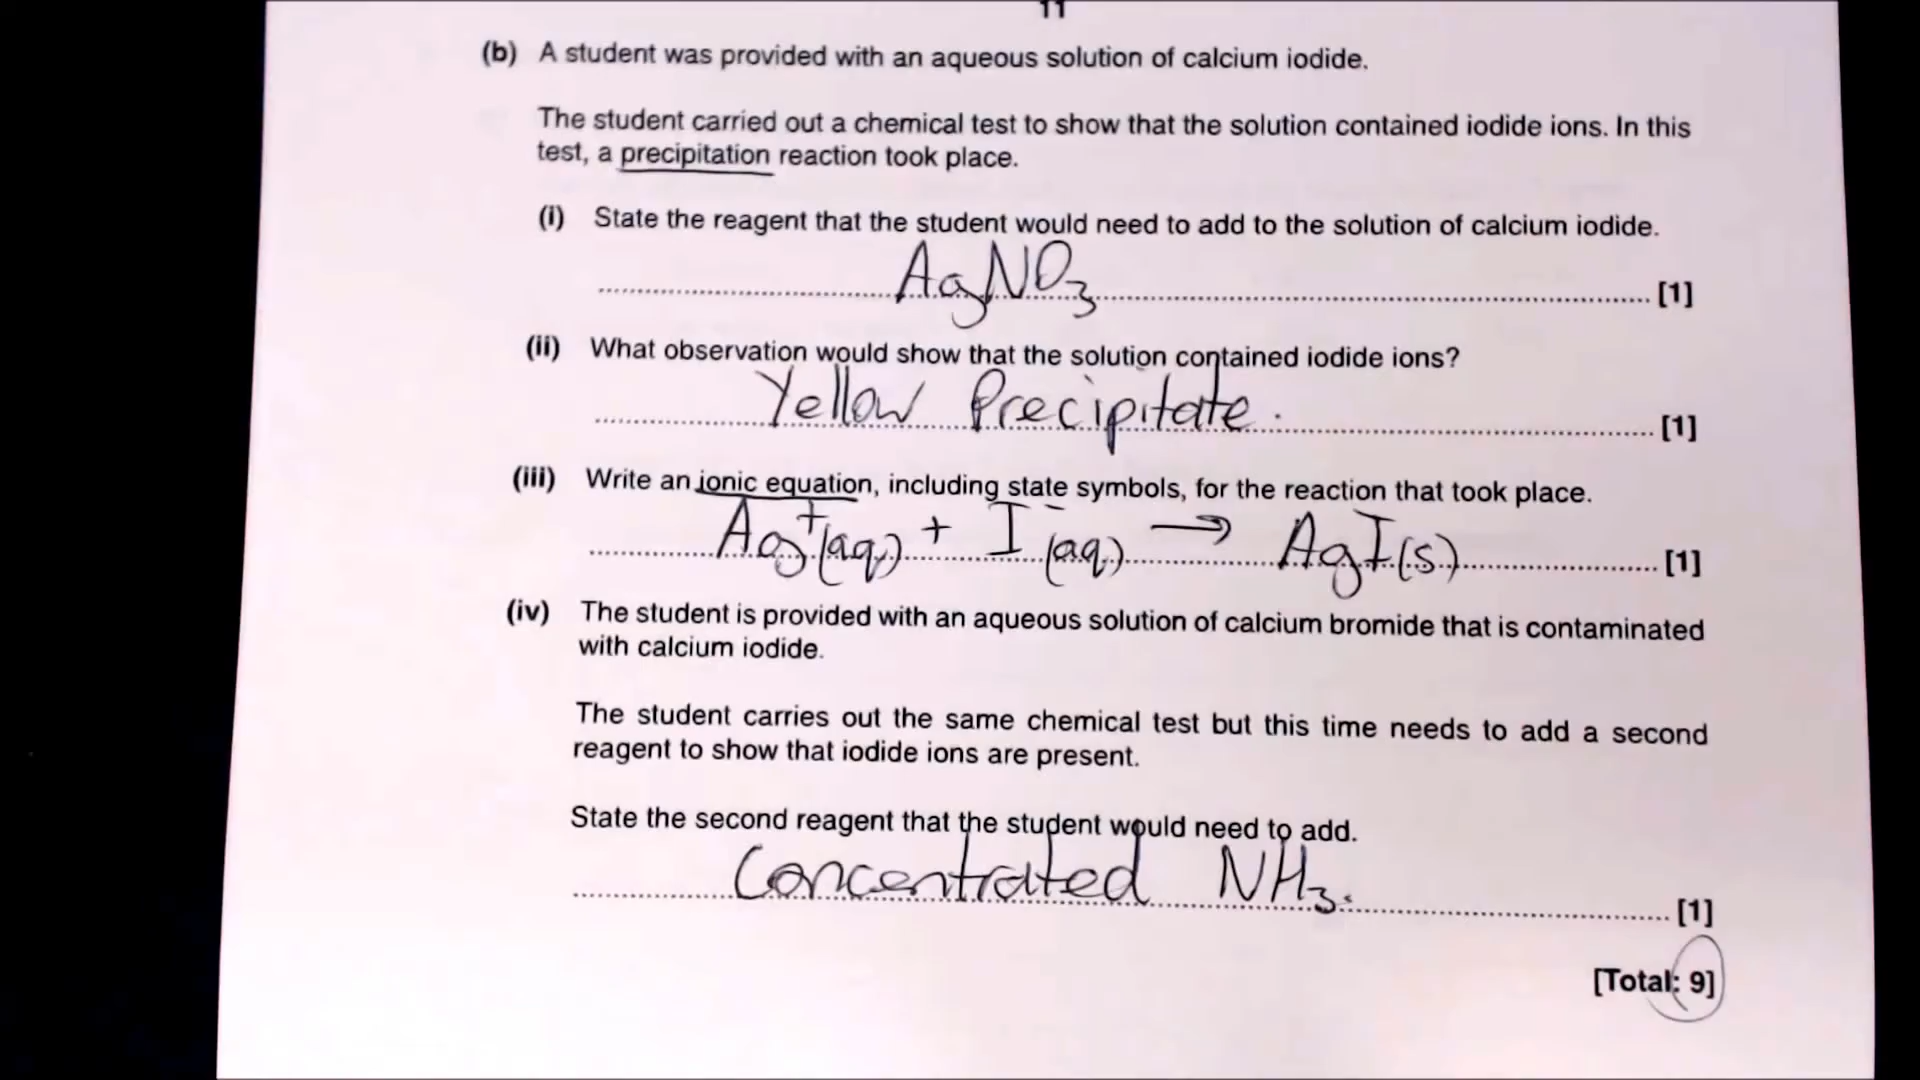 11
(b) A student was provided with an aqueous solution of calcium iodide.
The student carried out a chemical test to show that the solution contained iodide ions. In this
test, a precipitation reaction took place.
(i) State the reagent that the student would need to add to the solution of calcium iodide.
AgNO₃
[1]
(ii) What observation would show that the solution contained iodide ions?
Yellow Precipitate.
[1]
(iii) Write an ionic equation, including state symbols, for the reaction that took place.
Ag⁺(aq) + I⁻(aq) → AgI(s)
[1]
(iv) The student is provided with an aqueous solution of calcium bromide that is contaminated
with calcium iodide.
The student carries out the same chemical test but this time needs to add a second
reagent to show that iodide ions are present.
State the second reagent that the student would need to add.
Concentrated NH₃.
[1]
[Total: 9]